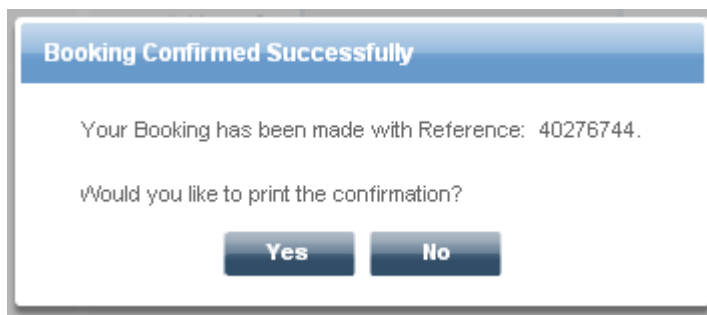 Booking Confirmed Successfully
Your Booking has been made with Reference: 40276744.
Would you like to print the confirmation?
Yes No